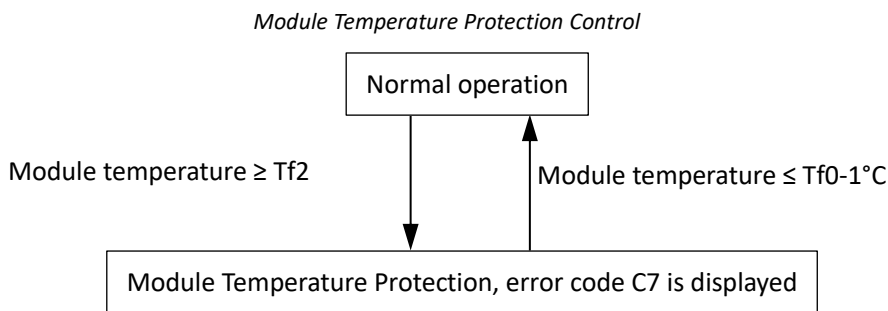 Module Temperature Protection Control
Normal operation
Module temperature ≥ Tf2
Module temperature ≤ Tf0-1°C
Module Temperature Protection, error code C7 is displayed